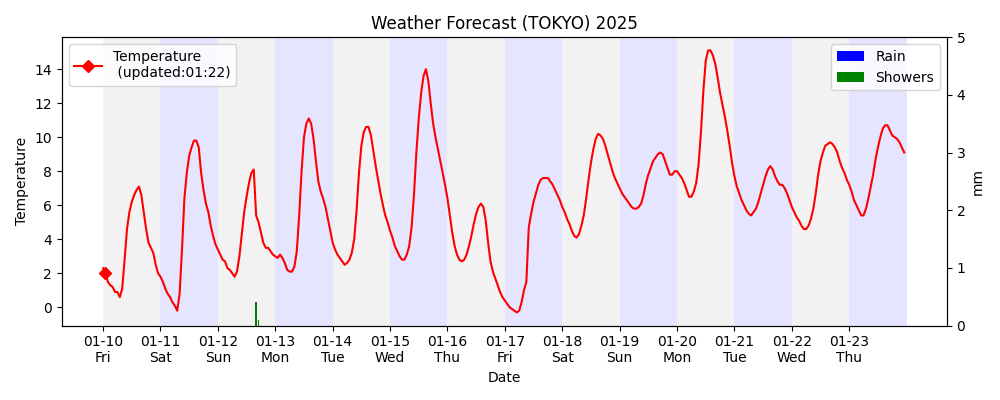 Weather Forecast (TOKYO) 2025
Temperature
(updated:01:22)
Rain
Showers
Temperature
14
12
10
8
6
4
2
0
5
4
3
2
1
0
mm
01-10 01-11 01-12 01-13 01-14 01-15 01-16 01-17 01-18 01-19 01-20 01-21 01-22 01-23
Fri Sat Sun Mon Tue Wed Thu Fri Sat Sun Mon Tue Wed Thu
Date